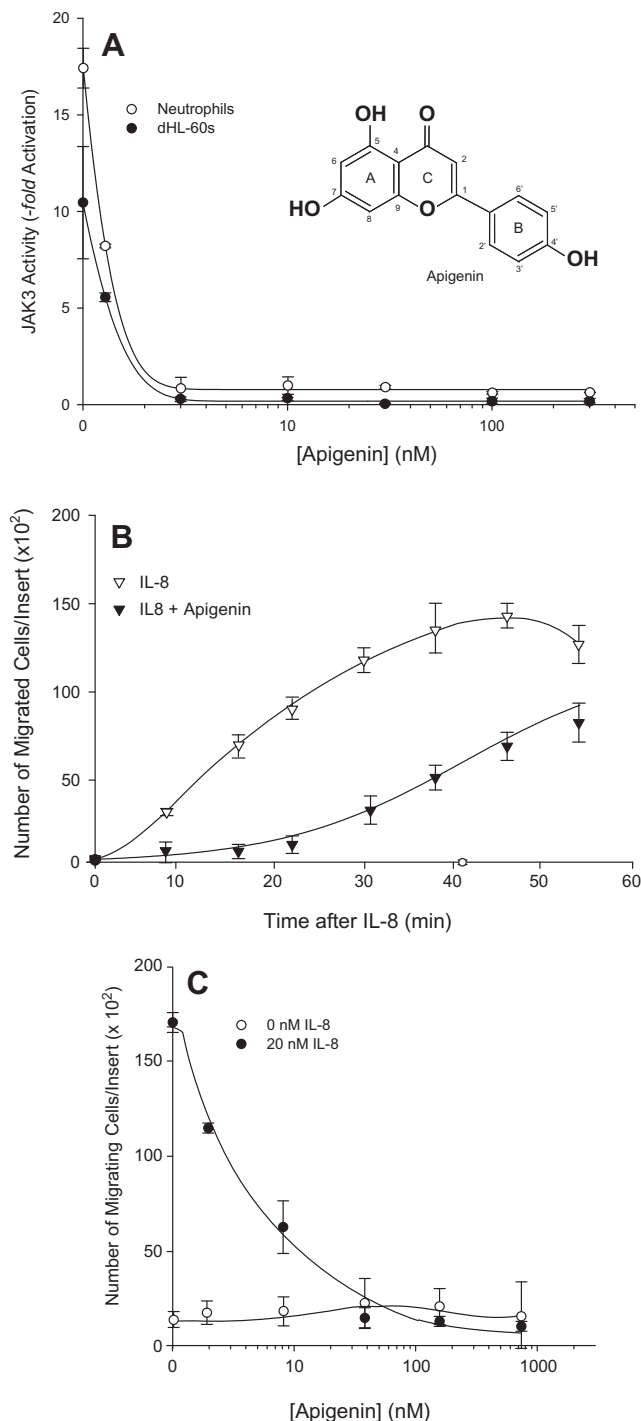 A
20
15
10
5
0
JAK3 Activity (-fold Activation)
Neutrophils
dHL-60s
OH
O
5
4
6
2
A
C
7
1
HO
8
9
O
6'
5'
B
2'
4'
3'
OH
Apigenin
0
10
100
[Apigenin] (nM)
B
200
150
100
50
0
Number of Migrated Cells/Insert (x10²)
IL-8
IL8 + Apigenin
0 10 20 30 40 50 60
Time after IL-8 (min)
C
200
150
100
50
0
Number of Migrating Cells/Insert (x 10²)
0 nM IL-8
20 nM IL-8
0 10 100 1000
[Apigenin] (nM)